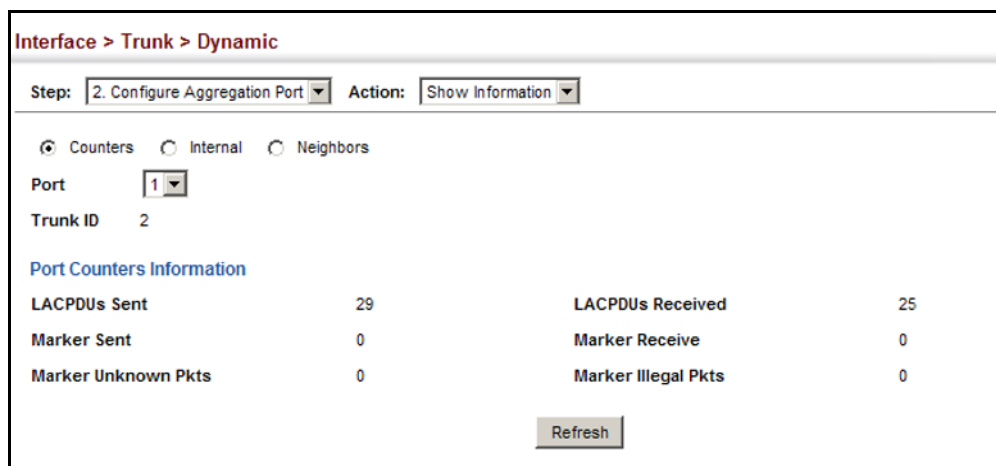 Interface > Trunk > Dynamic
Step: 2. Configure Aggregation Port Action: Show Information
Counters Internal Neighbors
Port 1
Trunk ID 2
Port Counters Information
LACPDUs Sent 29 LACPDUs Received 25
Marker Sent 0 Marker Receive 0
Marker Unknown Pkts 0 Marker Illegal Pkts 0
Refresh